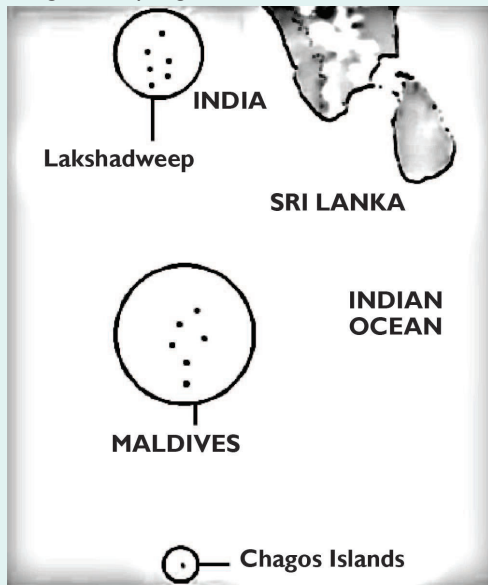 INDIA
Lakshadweep
SRI LANKA
INDIAN
OCEAN
MALDIVES
Chagos Islands